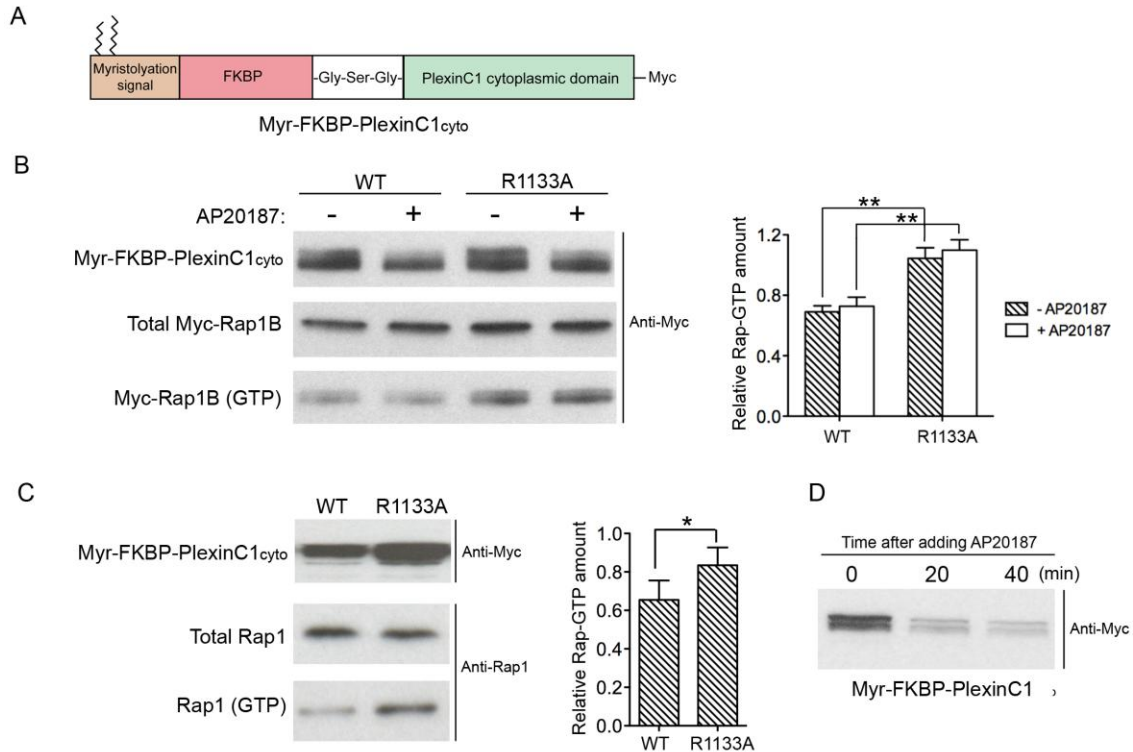 A
Myristolyation
signal
FKBP
-Gly-Ser-Gly-
PlexinC1 cytoplasmic domain
Myc
Myr-FKBP-PlexinC1cyto
B
WT R1133A
AP20187: - + - +
Myr-FKBP-PlexinC1cyto
Total Myc-Rap1B
Myc-Rap1B (GTP)
Anti-Myc
Relative Rap-GTP amount
1.2
0.8
0.4
0.0
** **
WT R1133A
- AP20187
+ AP20187
C
WT R1133A
Myr-FKBP-PlexinC1cyto
Anti-Myc
Total Rap1
Rap1 (GTP)
Anti-Rap1
Relative Rap-GTP amount
1.0
0.8
0.6
0.4
0.2
0.0
*
WT R1133A
D
Time after adding AP20187
0 20 40 (min)
Anti-Myc
Myr-FKBP-PlexinC1